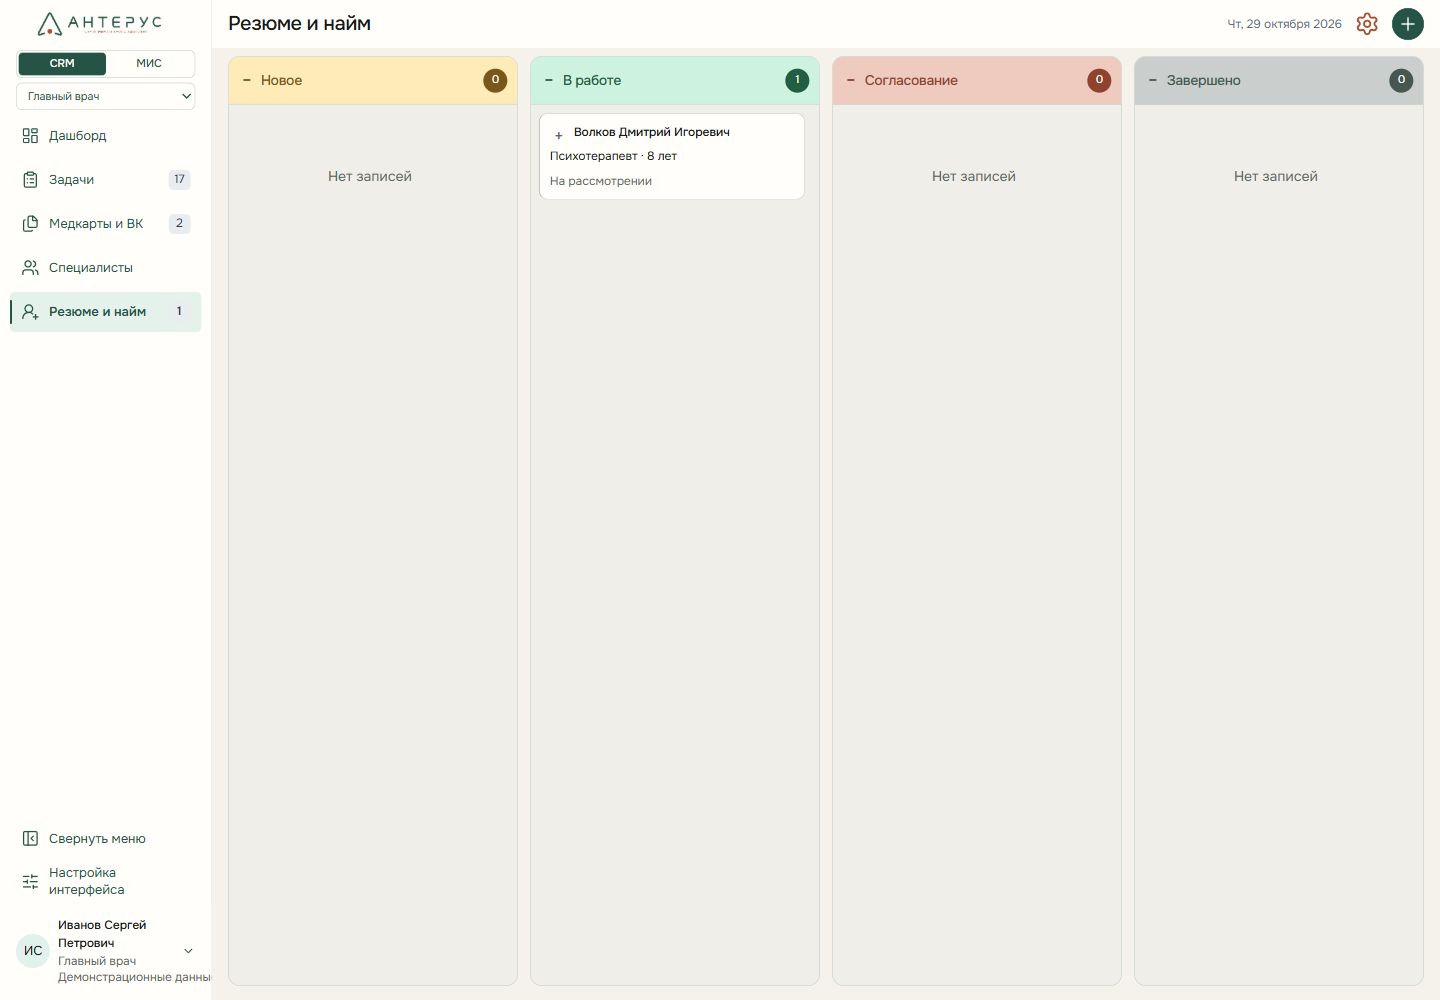 АНТЕРУС
CRM
МИС
Главный врач
Дашборд
Задачи
17
Медкарты и ВК
2
Специалисты
Резюме и найм
1
Свернуть меню
Настройка
интерфейса
ИС
Иванов Сергей
Петрович
Главный врач
Демонстрационные данны
Резюме и найм
Чт, 29 октября 2026
Новое
0
Нет записей
В работе
1
+ Волков Дмитрий Игоревич
Психотерапевт · 8 лет
На рассмотрении
Согласование
0
Нет записей
Завершено
0
Нет записей